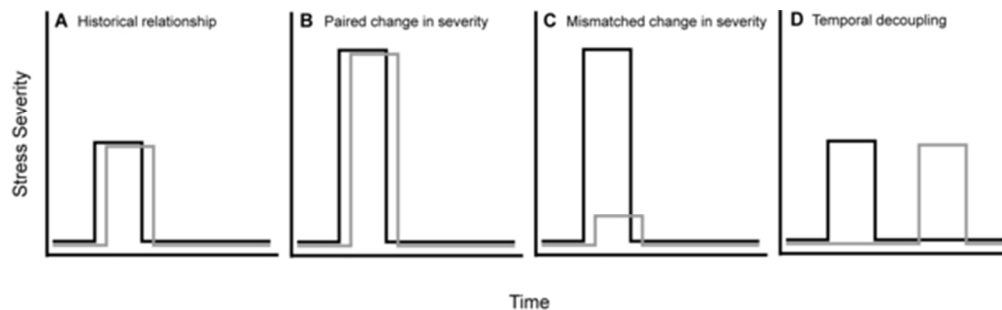 A Historical relationship
B Paired change in severity
C Mismatched change in severity
D Temporal decoupling
Stress Severity
Time